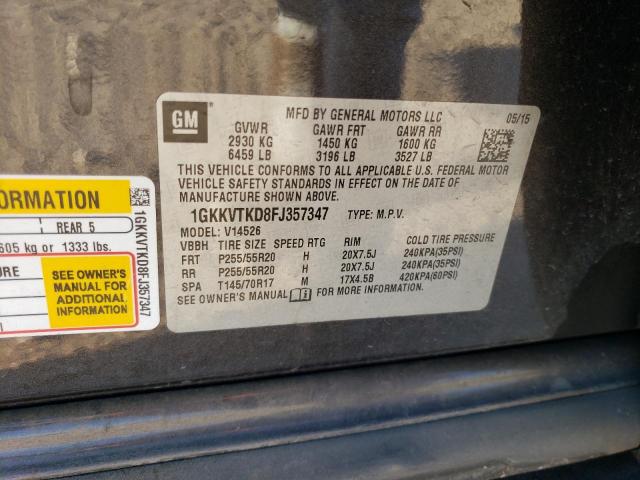 GM
MFD BY GENERAL MOTORS LLC
05/15
GVWR GAWR FRT GAWR RR
2930 KG 1450 KG 1600 KG
6459 LB 3196 LB 3527 LB
THIS VEHICLE CONFORMS TO ALL APPLICABLE U.S. FEDERAL MOTOR
VEHICLE SAFETY STANDARDS IN EFFECT ON THE DATE OF
MANUFACTURE SHOWN ABOVE.
1GKKVTKD8FJ357347 TYPE: M.P.V.
MODEL: V14526
VBBH TIRE SIZE SPEED RTG RIM COLD TIRE PRESSURE
FRT P255/55R20 H 20X7.5J 240KPA(35PSI)
RR P255/55R20 H 20X7.5J 240KPA(35PSI)
SPA T145/70R17 M 17X4.5B 420KPA(60PSI)
SEE OWNER'S MANUAL FOR MORE INFORMATION.
FORMATION
REAR 5
605 kg or 1333 lbs.
SEE OWNER'S
MANUAL FOR
ADDITIONAL
INFORMATION
1GKKVTKD8FJ357347